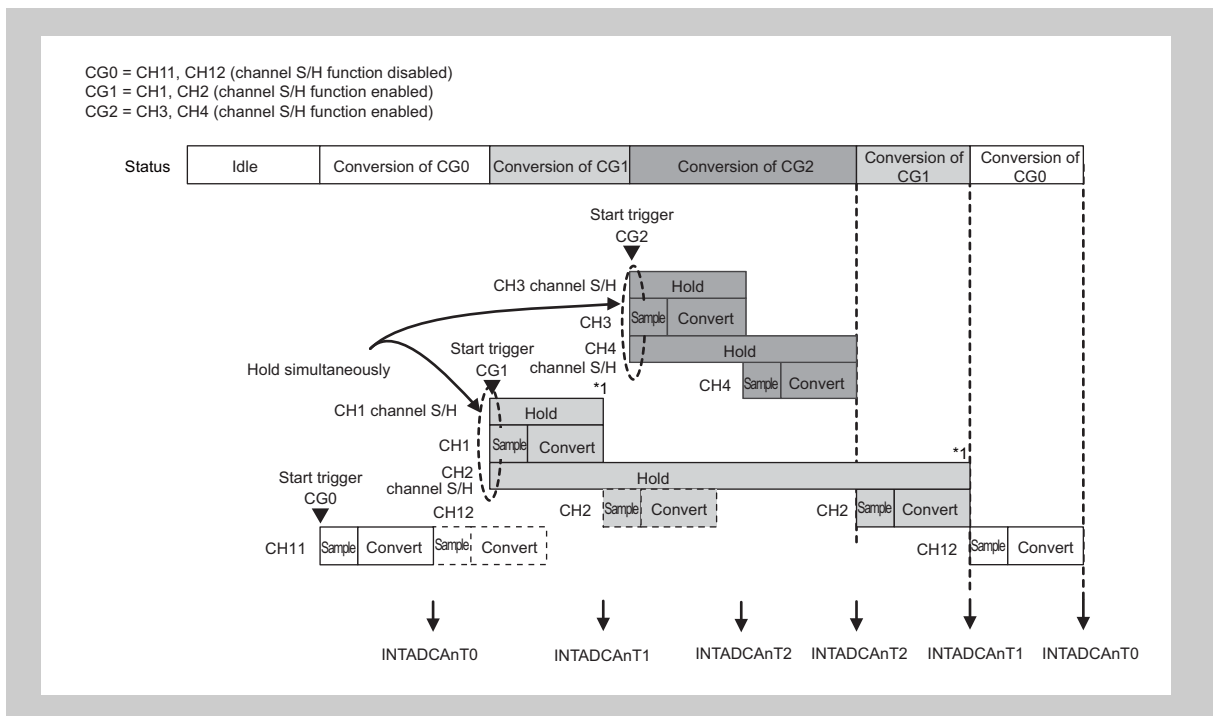 CG0 = CH11, CH12 (channel S/H function disabled)
CG1 = CH1, CH2 (channel S/H function enabled)
CG2 = CH3, CH4 (channel S/H function enabled)
Status
Idle
Conversion of CG0
Conversion of CG1
Conversion of CG2
Conversion of
CG1
Conversion of
CG0
Start trigger
CG2
CH3 channel S/H
Hold
CH3
Sample
Convert
CH4
channel S/H
Hold
CH4
Sample
Convert
Hold simultaneously
Start trigger
CG1
*1
CH1 channel S/H
Hold
CH1
Sample
Convert
*1
CH2
channel S/H
Hold
CH2
Sample
Convert
CH2
Sample
Convert
Start trigger
CG0
CH12
CH11
Sample
Convert
Sample
Convert
CH12
Sample
Convert
INTADCAnT0
INTADCAnT1
INTADCAnT2
INTADCAnT2
INTADCAnT1
INTADCAnT0